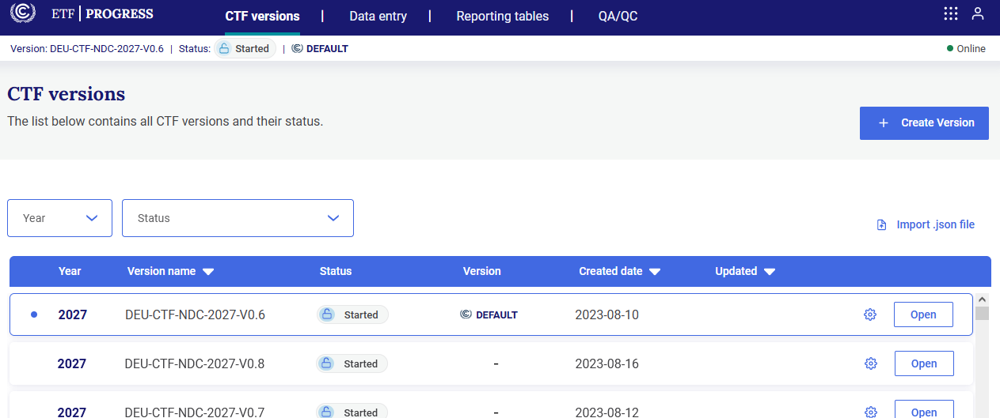 ETF | PROGRESS
CTF versions | Data entry | Reporting tables | QA/QC
Version: DEU-CTF-NDC-2027-V0.6 | Status: Started | DEFAULT
Online
CTF versions
The list below contains all CTF versions and their status.
+ Create Version
Year
Status
Import .json file
Year Version name Status Version Created date Updated
2027 DEU-CTF-NDC-2027-V0.6 Started DEFAULT 2023-08-10 Open
2027 DEU-CTF-NDC-2027-V0.8 Started - 2023-08-16 Open
2027 DEU-CTF-NDC-2027-V0.7 Started - 2023-08-12 Open